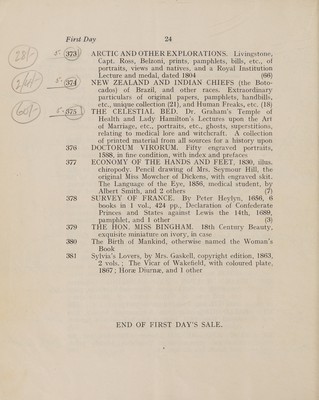 First Day 24
28/- 5- 373 ARCTIC AND OTHER EXPLORATIONS. Livingstone,
Capt. Ross, Belzoni, prints, pamphlets, bills, etc., of
portraits, views and natives, and a Royal Institution
Lecture and medal, dated 1804 (66)
5- 374 NEW ZEALAND AND INDIAN CHIEFS (the Boto-
cados) of Brazil, and other races. Extraordinary
particulars of original papers, pamphlets, handbills,
etc., unique collection (21), and Human Freaks, etc. (18)
60/- 5- 375 THE CELESTIAL BED. Dr. Graham's Temple of
Health and Lady Hamilton's Lectures upon the Art
of Marriage, etc., portraits, etc., ghosts, superstitions,
relating to medical lore and witchcraft. A collection
of printed material from all sources for a history upon
376 DOCTORUM VIRORUM. Fifty engraved portraits,
1588, in fine condition, with index and prefaces
377 ECONOMY OF THE HANDS AND FEET, 1830, illus.
chiropody. Pencil drawing of Mrs. Seymour Hill, the
original Miss Mowcher of Dickens, with engraved skit.
The Language of the Eye, 1856, medical student, by
Albert Smith, and 2 others (7)
378 SURVEY OF FRANCE. By Peter Heylyn, 1656, 6
books in 1 vol., 424 pp., Declaration of Confederate
Princes and States against Lewis the 14th, 1689,
pamphlet, and 1 other (3)
379 THE HON. MISS BINGHAM. 18th Century Beauty,
exquisite miniature on ivory, in case
380 The Birth of Mankind, otherwise named the Woman's
Book
381 Sylvia's Lovers, by Mrs. Gaskell, copyright edition, 1863,
2 vols.; The Vicar of Wakefield, with coloured plate,
1867; Horæ Diurnæ, and 1 other
END OF FIRST DAY'S SALE.